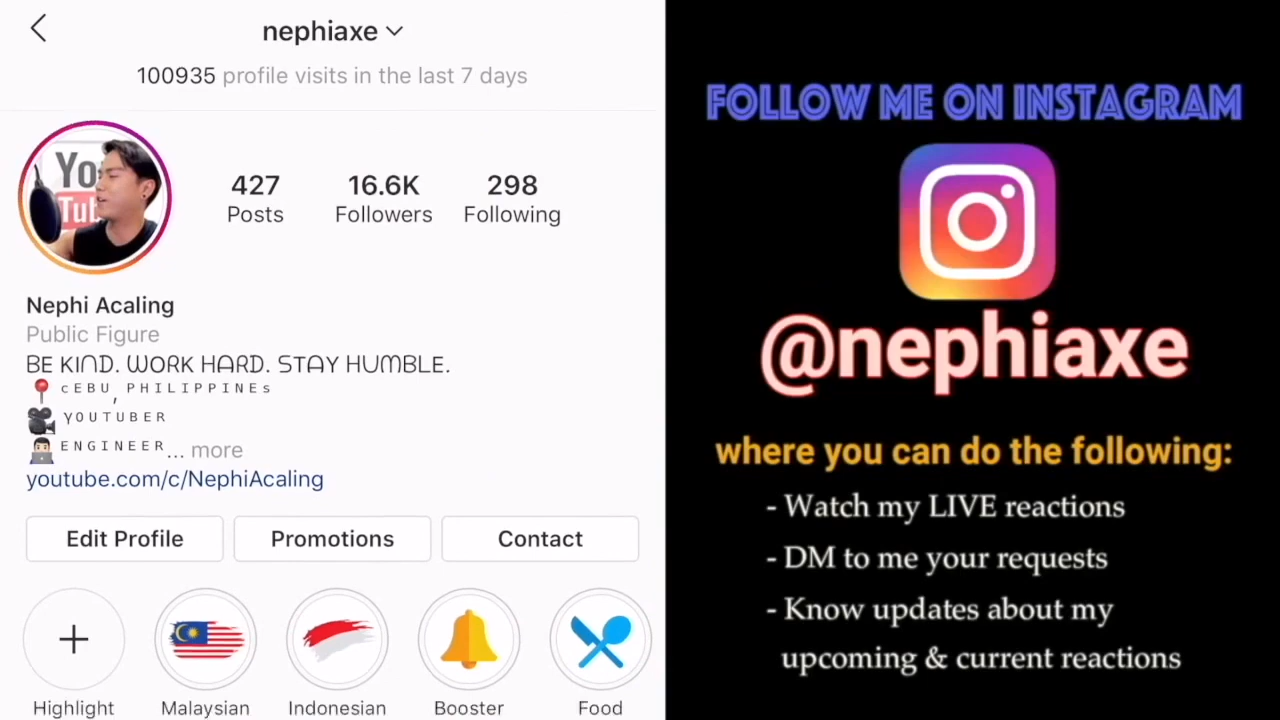 nephiaxe
100935 profile visits in the last 7 days
You
Tub
427 16.6K 298
Posts Followers Following
Nephi Acaling
Public Figure
BE KIND. WORK HARD. STAY HUMBLE.
ᶜᴱᴮᵁ, ᴾᴴᴵᴸᴵᴾᴾᴵᴺᴱˢ
ʸᴼᵁᵀᵁᴮᴱᴿ
ᴱᴺᴳᴵᴺᴱᴱᴿ... more
youtube.com/c/NephiAcaling
Edit Profile Promotions Contact
Highlight Malaysian Indonesian Booster Food
FOLLOW ME ON INSTAGRAM
@nephiaxe
where you can do the following:
- Watch my LIVE reactions
- DM to me your requests
- Know updates about my
upcoming & current reactions